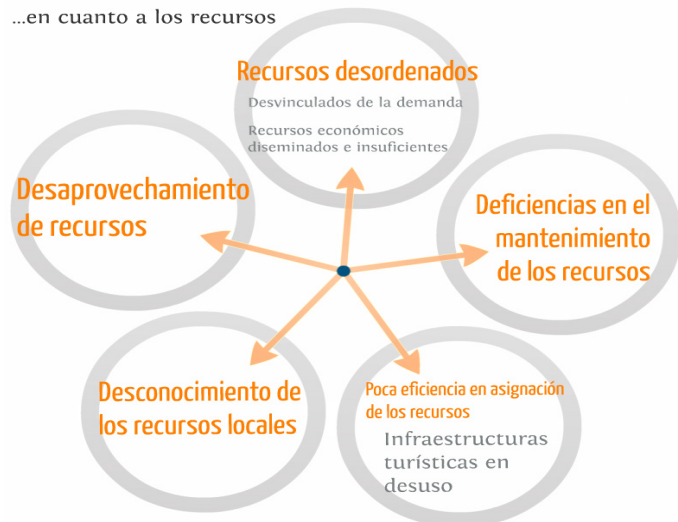 ...en cuanto a los recursos
Recursos desordenados
Desvinculados de la demanda
Recursos económicos
diseminados e insuficientes
Desaprovechamiento
de recursos
Deficiencias en el
mantenimiento
de los recursos
Desconocimiento de
los recursos locales
Poca eficiencia en asignación
de los recursos
Infraestructuras
turísticas en
desuso